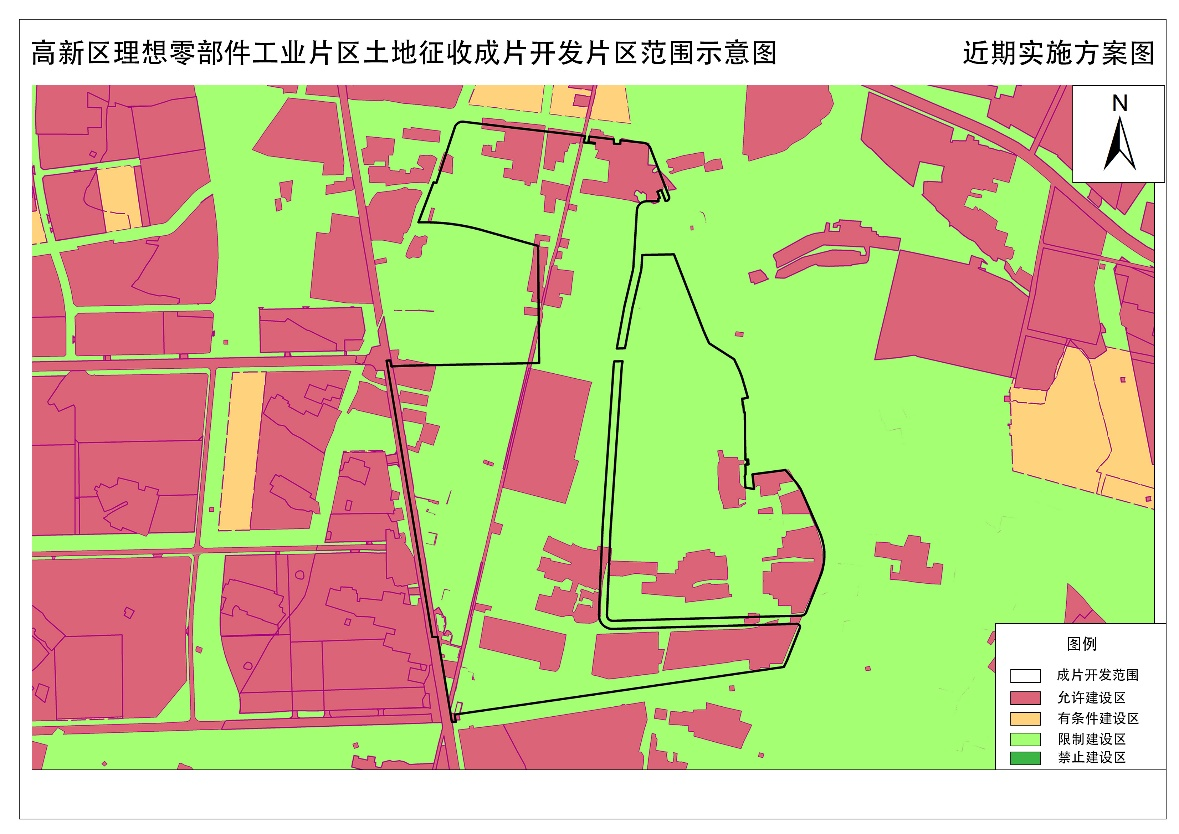 高新区理想零部件工业片区土地征收成片开发片区范围示意图
近期实施方案图
N
图例
成片开发范围
允许建设区
有条件建设区
限制建设区
禁止建设区